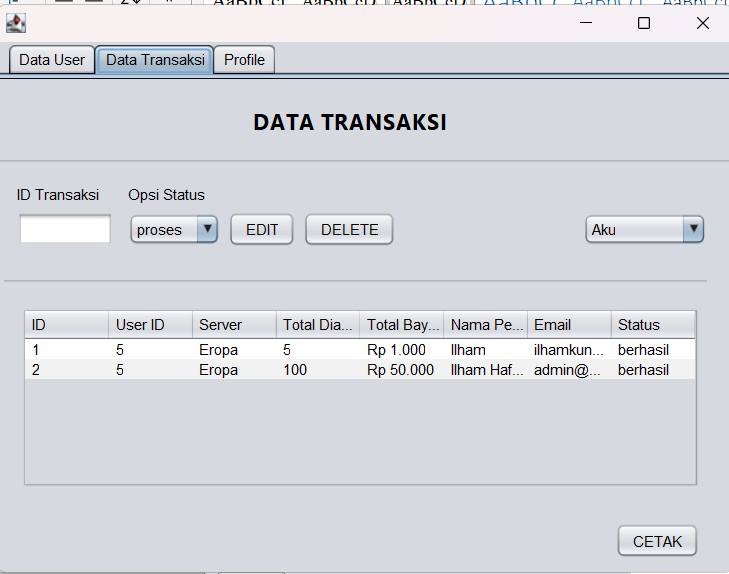 Data User Data Transaksi Profile
DATA TRANSAKSI
ID Transaksi Opsi Status
proses EDIT DELETE Aku
ID User ID Server Total Dia... Total Bay... Nama Pe... Email Status
1 5 Eropa 5 Rp 1.000 Ilham ilhamkun... berhasil
2 5 Eropa 100 Rp 50.000 Ilham Haf... admin@... berhasil
CETAK